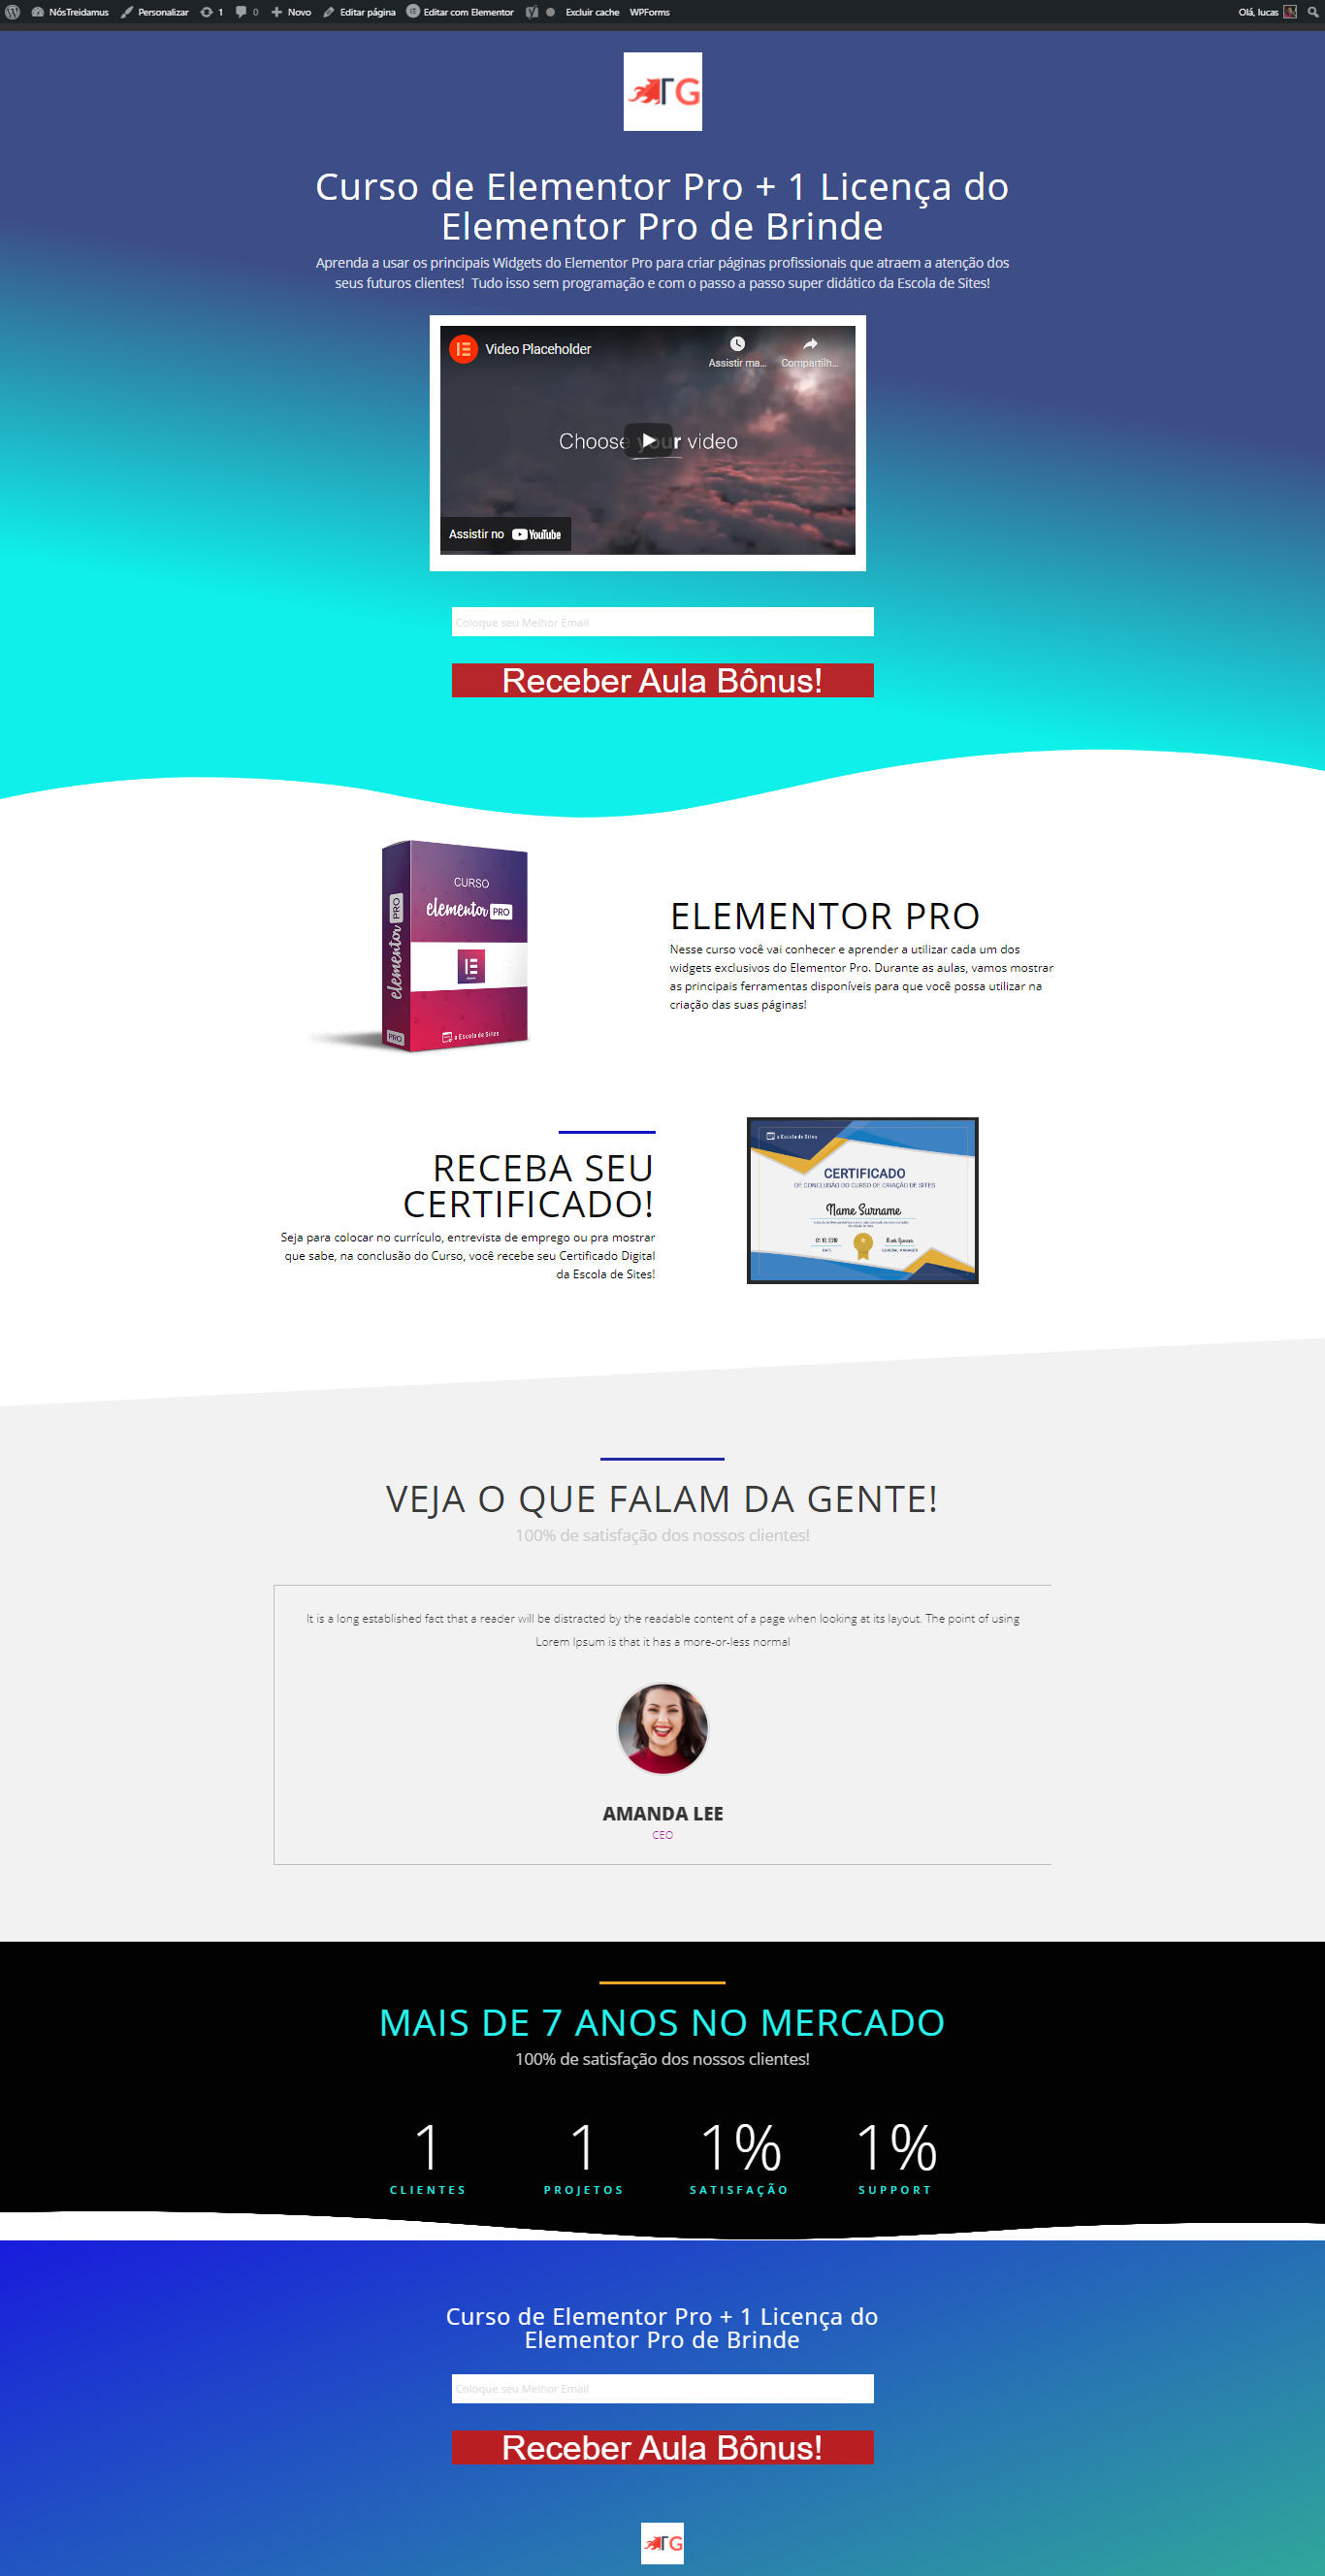 NósTreidamus Personalizar 1 0 Novo Editar página Editar com Elementor Excluir cache WPForms Olá, lucas
TG
Curso de Elementor Pro + 1 Licença do
Elementor Pro de Brinde
Aprenda a usar os principais Widgets do Elementor Pro para criar páginas profissionais que atraem a atenção dos
seus futuros clientes! Tudo isso sem programação e com o passo a passo super didático da Escola de Sites!
Video Placeholder
Assistir ma... Compartilh...
Choose your video
Assistir no YouTube
Coloque seu Melhor Email
Receber Aula Bônus!
CURSO
elementor PRO
elementor PRO
PRO
a Escola de Sites
ELEMENTOR PRO
Nesse curso você vai conhecer e aprender a utilizar cada um dos
widgets exclusivos do Elementor Pro. Durante as aulas, vamos mostrar
as principais ferramentas disponíveis para que você possa utilizar na
criação das suas páginas!
RECEBA SEU
CERTIFICADO!
Seja para colocar no currículo, entrevista de emprego ou pra mostrar
que sabe, na conclusão do Curso, você recebe seu Certificado Digital
da Escola de Sites!
a Escola de Sites
CERTIFICADO
DE CONCLUSÃO DO CURSO DE CRIAÇÃO DE SITES
Name Surname
DATE
GENERAL MANAGER
VEJA O QUE FALAM DA GENTE!
100% de satisfação dos nossos clientes!
It is a long established fact that a reader will be distracted by the readable content of a page when looking at its layout. The point of using
Lorem Ipsum is that it has a more-or-less normal
AMANDA LEE
CEO
MAIS DE 7 ANOS NO MERCADO
100% de satisfação dos nossos clientes!
1 1 1% 1%
CLIENTES PROJETOS SATISFAÇÃO SUPPORT
Curso de Elementor Pro + 1 Licença do
Elementor Pro de Brinde
Coloque seu Melhor Email
Receber Aula Bônus!
TG